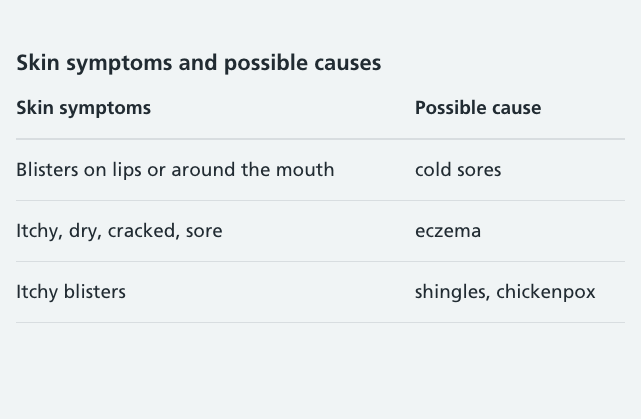 Skin symptoms and possible causes
Skin symptoms Possible cause
Blisters on lips or around the mouth cold sores
Itchy, dry, cracked, sore eczema
Itchy blisters shingles, chickenpox